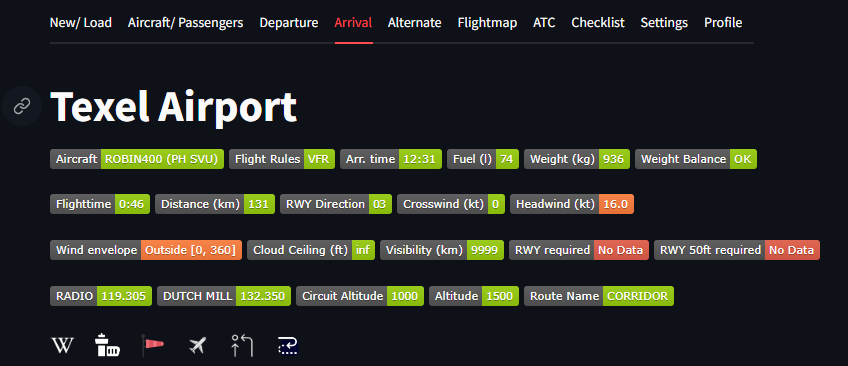 New/ Load Aircraft/ Passengers Departure Arrival Alternate Flightmap ATC Checklist Settings Profile
Texel Airport
Aircraft ROBIN400 (PH SVU) Flight Rules VFR Arr. time 12:31 Fuel (l) 74 Weight (kg) 936 Weight Balance OK
Flighttime 0:46 Distance (km) 131 RWY Direction 03 Crosswind (kt) 0 Headwind (kt) 16.0
Wind envelope Outside [0, 360] Cloud Ceiling (ft) inf Visibility (km) 9999 RWY required No Data RWY 50ft required No Data
RADIO 119.305 DUTCH MILL 132.350 Circuit Altitude 1000 Altitude 1500 Route Name CORRIDOR
W